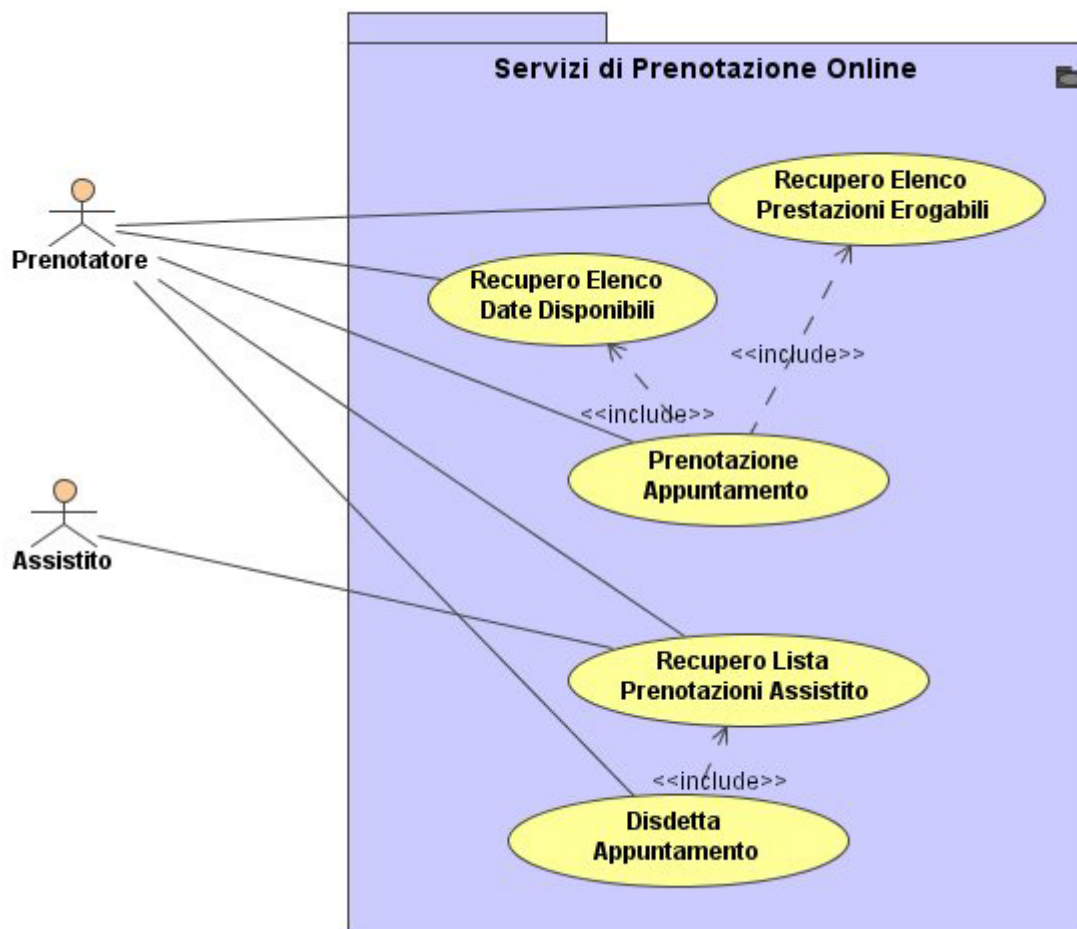 Servizi di Prenotazione Online
Recupero Elenco
Prestazioni Erogabili
Prenotatore
Recupero Elenco
Date Disponibili
<<include>>
<<include>>
Prenotazione
Appuntamento
Assistito
Recupero Lista
Prenotazioni Assistito
<<include>>
Disdetta
Appuntamento